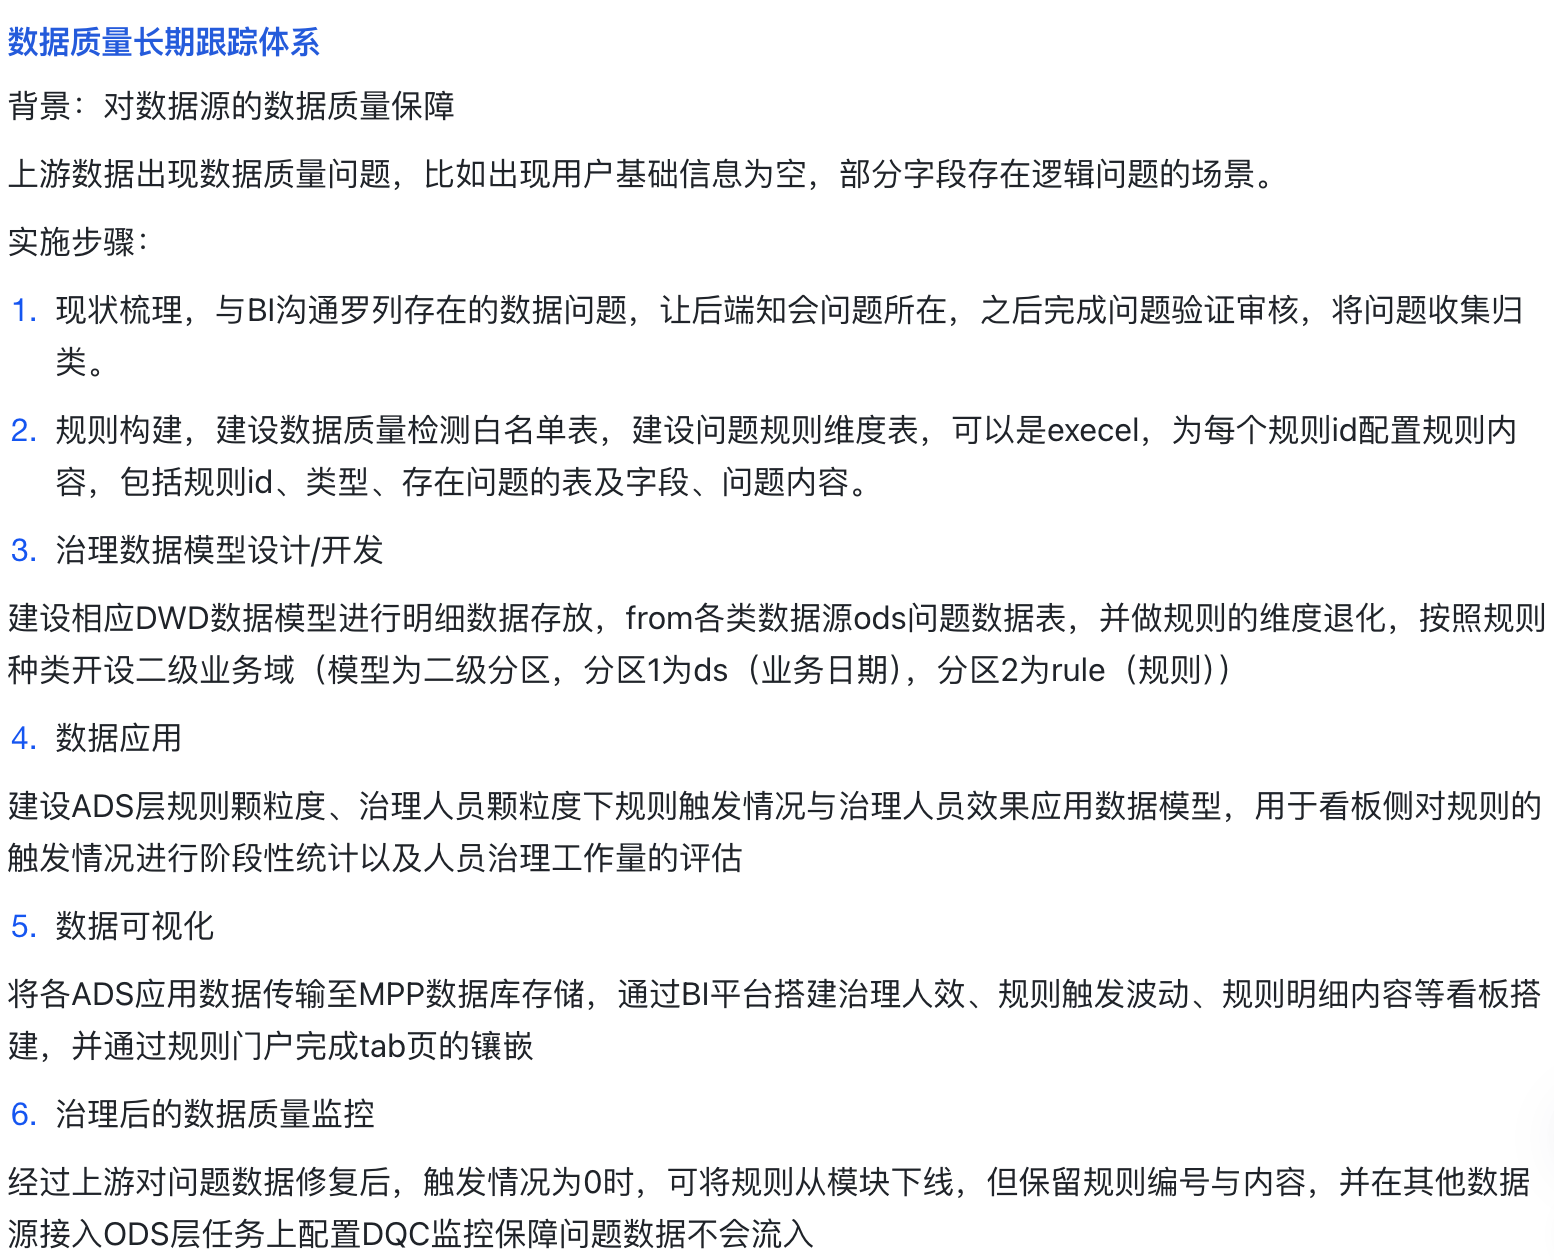 数据质量长期跟踪体系
背景：对数据源的数据质量保障
上游数据出现数据质量问题，比如出现用户基础信息为空，部分字段存在逻辑问题的场景。
实施步骤：
1. 现状梳理，与BI沟通罗列存在的数据问题，让后端知会问题所在，之后完成问题验证审核，将问题收集归
类。
2. 规则构建，建设数据质量检测白名单表，建设问题规则维度表，可以是execel，为每个规则id配置规则内
容，包括规则id、类型、存在问题的表及字段、问题内容。
3. 治理数据模型设计/开发
建设相应DWD数据模型进行明细数据存放，from各类数据源ods问题数据表，并做规则的维度退化，按照规则
种类开设二级业务域（模型为二级分区，分区1为ds（业务日期），分区2为rule（规则））
4. 数据应用
建设ADS层规则颗粒度、治理人员颗粒度下规则触发情况与治理人员效果应用数据模型，用于看板侧对规则的
触发情况进行阶段性统计以及人员治理工作量的评估
5. 数据可视化
将各ADS应用数据传输至MPP数据库存储，通过BI平台搭建治理人效、规则触发波动、规则明细内容等看板搭
建，并通过规则门户完成tab页的镶嵌
6. 治理后的数据质量监控
经过上游对问题数据修复后，触发情况为0时，可将规则从模块下线，但保留规则编号与内容，并在其他数据
源接入ODS层任务上配置DQC监控保障问题数据不会流入